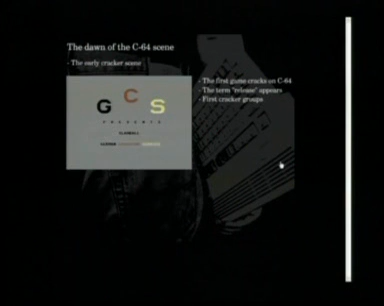 The dawn of the C-64 scene
- The early cracker scene
- The first game cracks on C-64
- The term "release" appears
- First cracker groups
G C S
PRESENTS